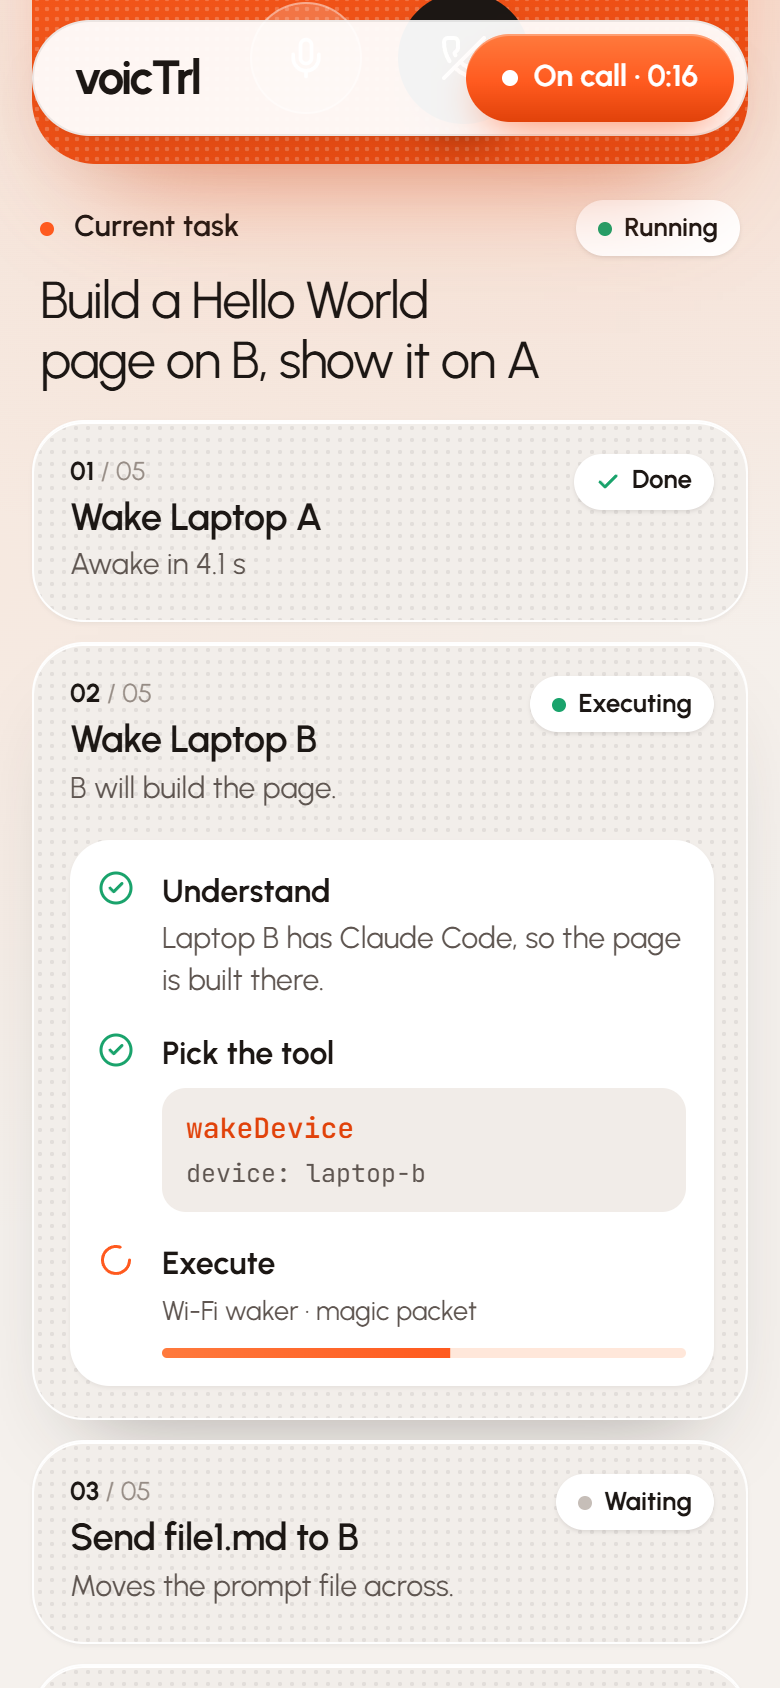 voicTrl
On call · 0:16
Current task
Running
Build a Hello World
page on B, show it on A
01 / 05
Done
Wake Laptop A
Awake in 4.1 s
02 / 05
Executing
Wake Laptop B
B will build the page.
Understand
Laptop B has Claude Code, so the page
is built there.
Pick the tool
wakeDevice
device: laptop-b
Execute
Wi-Fi waker · magic packet
03 / 05
Waiting
Send file1.md to B
Moves the prompt file across.